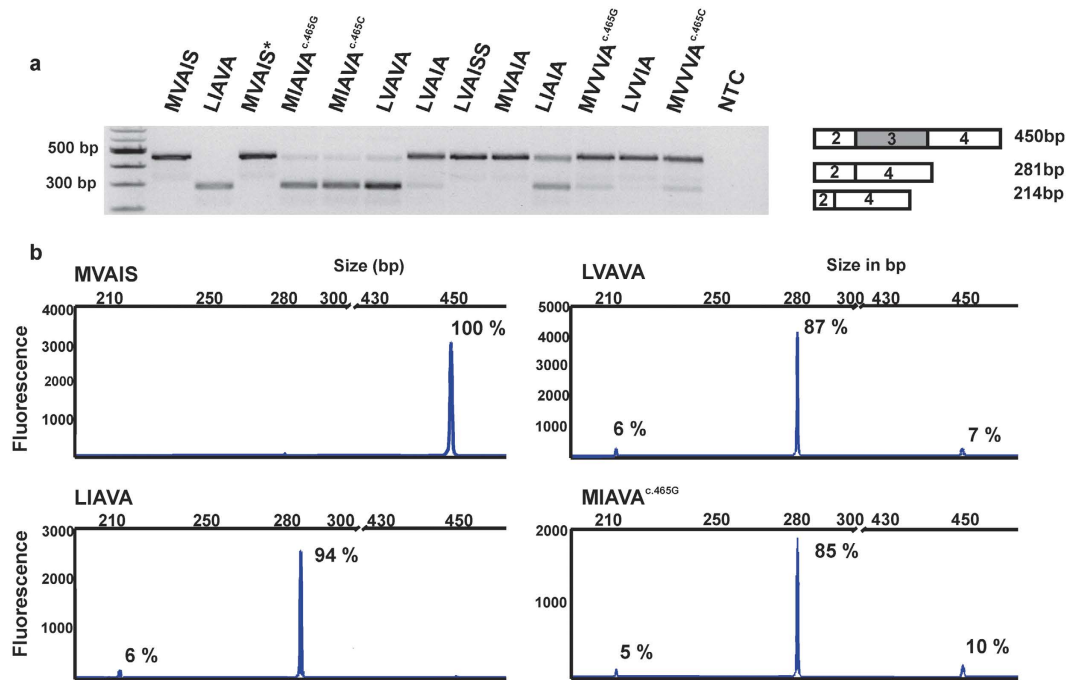 a
MVAIS LIAVA MVAIS* MIAVA c.465G MIAVA c.465C LVAVA LVAIA LVAISS MVAIA LIAIA MVVVA c.465G LVVIA MVVVA c.465C NTC
500 bp
300 bp
2 3 4 450bp
2 4 281bp
2 4 214bp
b
MVAIS
Size (bp)
210 250 280 300 430 450
4000
3000
2000
1000
Fluorescence
100 %
LVAVA
Size in bp
210 250 280 300 430 450
5000
4000
3000
2000
1000
87 %
6 %
7 %
LIAVA
210 250 280 300 430 450
3000
2000
1000
Fluorescence
94 %
6 %
MIAVA c.465G
210 250 280 300 430 450
2000
1000
85 %
5 %
10 %